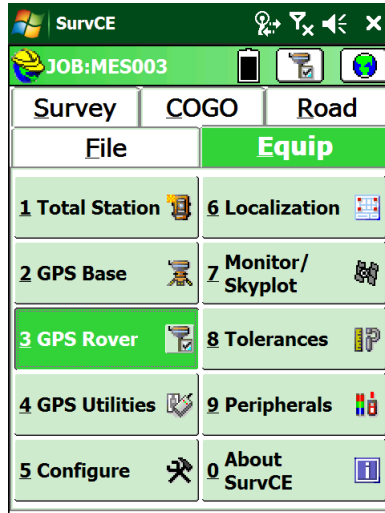 SurvCE
JOB:MES003
Survey COGO Road
File Equip
1 Total Station 6 Localization
2 GPS Base 7 Monitor/
Skyplot
3 GPS Rover 8 Tolerances
4 GPS Utilities 9 Peripherals
5 Configure 0 About
SurvCE